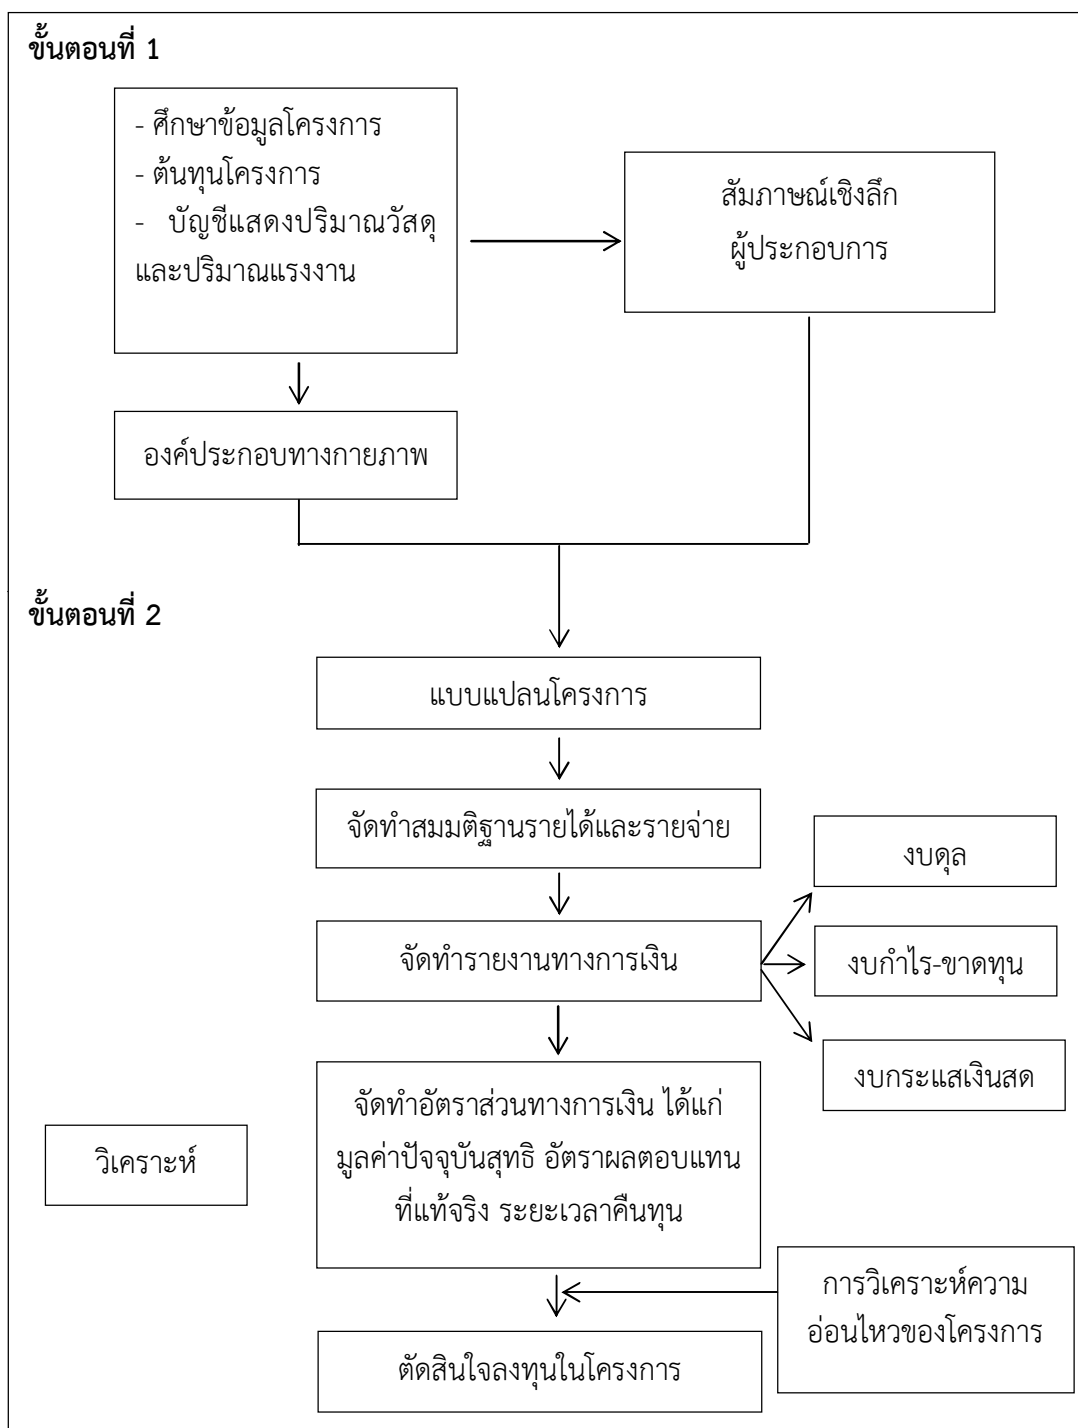 ขั้นตอนที่ 1
- ศึกษาข้อมูลโครงการ
- ต้นทุนโครงการ
- บัญชีแสดงปริมาณวัสดุ
และปริมาณแรงงาน
สัมภาษณ์เชิงลึก
ผู้ประกอบการ
องค์ประกอบทางกายภาพ
ขั้นตอนที่ 2
แบบแปลนโครงการ
จัดทำสมมติฐานรายได้และรายจ่าย
งบดุล
จัดทำรายงานทางการเงิน
งบกำไร-ขาดทุน
งบกระแสเงินสด
จัดทำอัตราส่วนทางการเงิน ได้แก่
มูลค่าปัจจุบันสุทธิ อัตราผลตอบแทน
ที่แท้จริง ระยะเวลาคืนทุน
วิเคราะห์
การวิเคราะห์ความ
อ่อนไหวของโครงการ
ตัดสินใจลงทุนในโครงการ